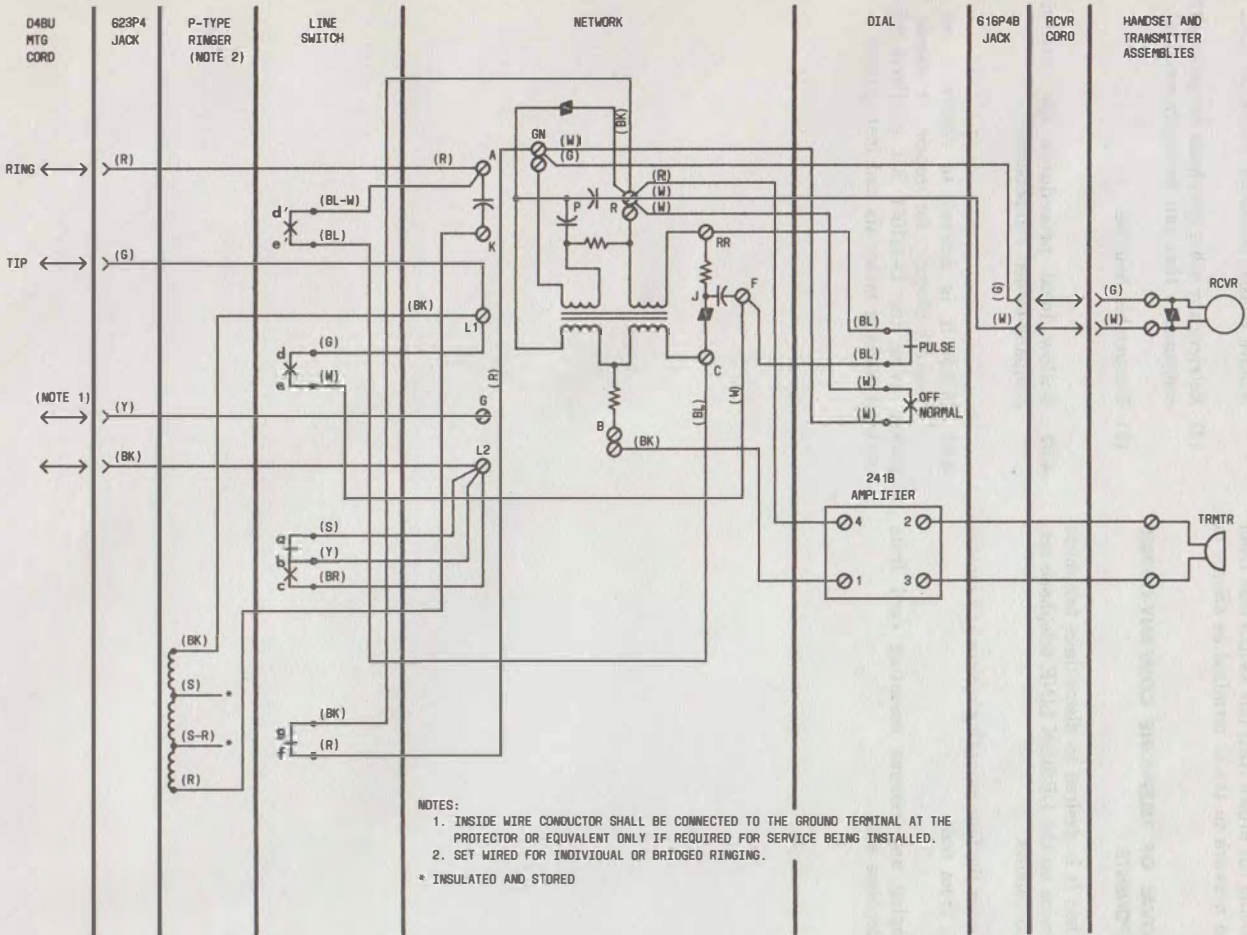 D4BU
MTG
CORD
623P4
JACK
P-TYPE
RINGER
(NOTE 2)
LINE
SWITCH
NETWORK
DIAL
616P4B
JACK
RCVR
CORD
HANDSET AND
TRANSMITTER
ASSEMBLIES
RING
(R)
(R)
A
GN
(W)
(G)
(BK)
(R)
(W)
(W)
P
R
d'
e'
(BL-W)
(BL)
K
RR
TIP
(G)
J
F
(BK)
L1
(G)
(W)
(G)
(W)
RCVR
d
e
(G)
(W)
(R)
C
(BL)
(W)
(BL)
(BL)
PULSE
(W)
(W)
OFF
NORMAL
(NOTE 1)
(Y)
G
(BK)
L2
B
(BK)
241B
AMPLIFIER
4
2
1
3
TRMTR
a
b
c
(S)
(Y)
(BR)
(BK)
(S)
*
(S-R)
*
(R)
g
f
(BK)
(R)
NOTES:
1. INSIDE WIRE CONDUCTOR SHALL BE CONNECTED TO THE GROUND TERMINAL AT THE
PROTECTOR OR EQUVALENT ONLY IF REQUIRED FOR SERVICE BEING INSTALLED.
2. SET WIRED FOR INDIVIDUAL OR BRIDGED RINGING.
* INSULATED AND STORED